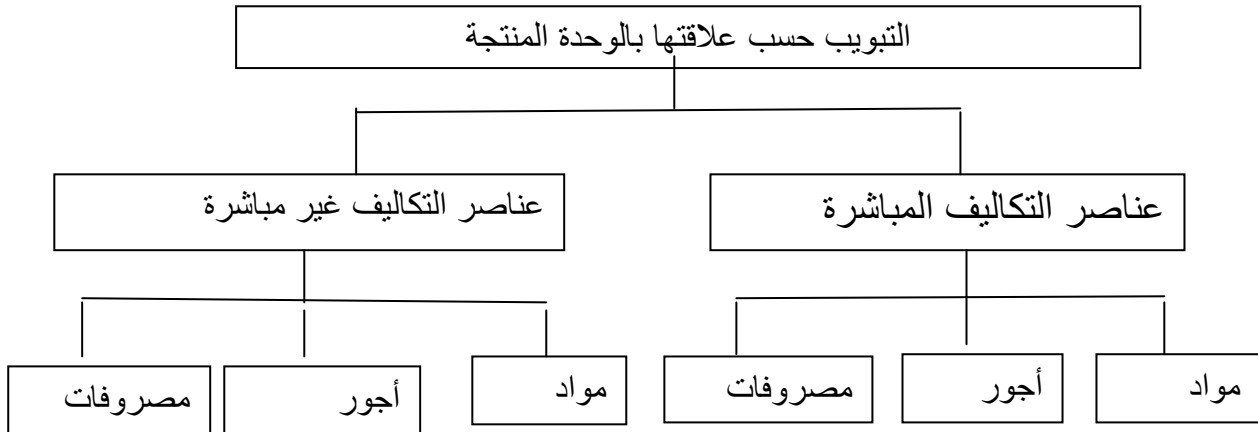 التبويب حسب علاقتها بالوحدة المنتجة
عناصر التكاليف المباشرة
عناصر التكاليف غير مباشرة
مواد
أجور
مصروفات
مواد
أجور
مصروفات